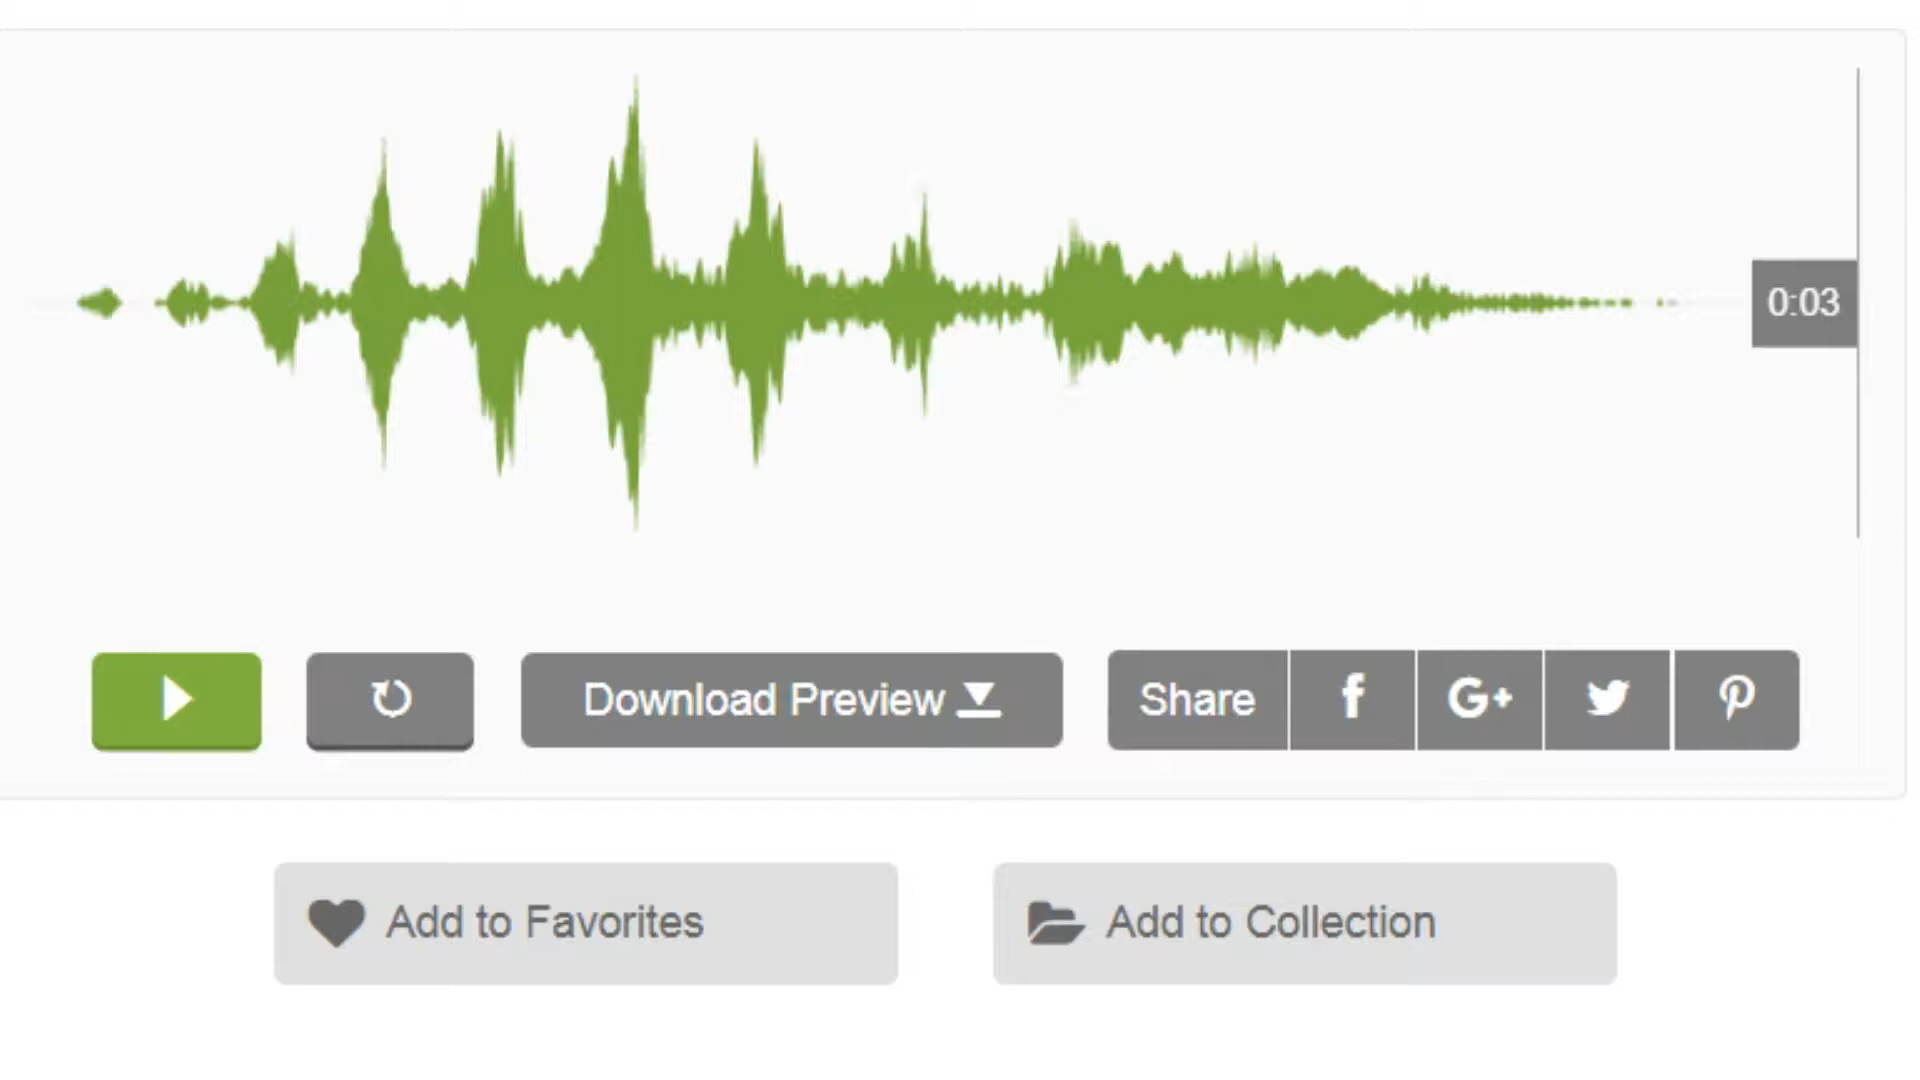 0:03
Download Preview
Share
G+
Add to Favorites
Add to Collection